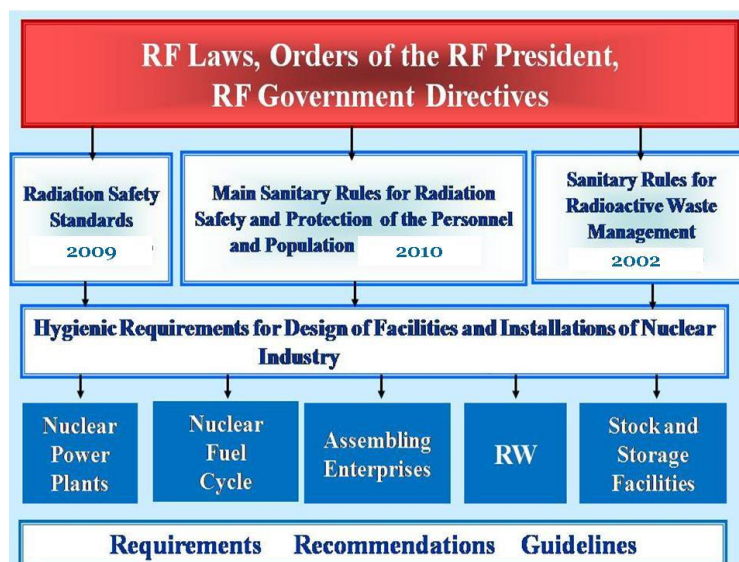 RF Laws, Orders of the RF President,
RF Government Directives
Radiation Safety
Standards
2009
Main Sanitary Rules for Radiation
Safety and Protection of the Personnel
and Population 2010
Sanitary Rules for
Radioactive Waste
Management
2002
Hygienic Requirements for Design of Facilities and Installations of Nuclear
Industry
Nuclear
Power
Plants
Nuclear
Fuel
Cycle
Assembling
Enterprises
RW
Stock and
Storage
Facilities
Requirements Recommendations Guidelines